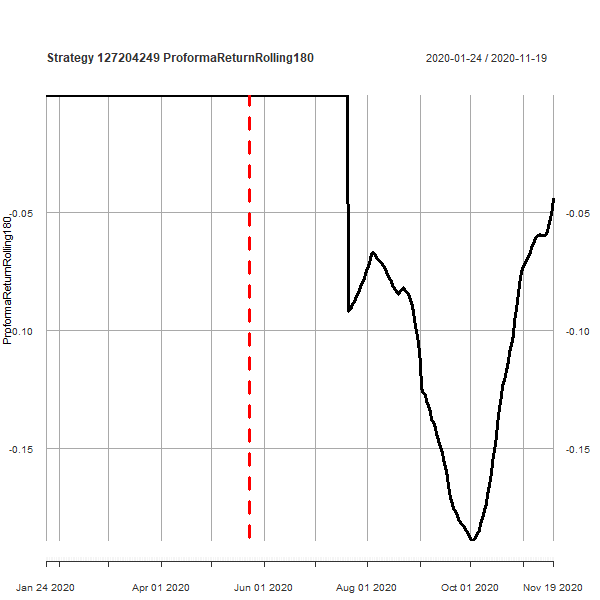 Strategy 127204249 ProformaReturnRolling180
2020-01-24 / 2020-11-19
ProformaReturnRolling180
-0.05
-0.05
-0.10
-0.10
-0.15
-0.15
Jan 24 2020
Apr 01 2020
Jun 01 2020
Aug 01 2020
Oct 01 2020
Nov 19 2020